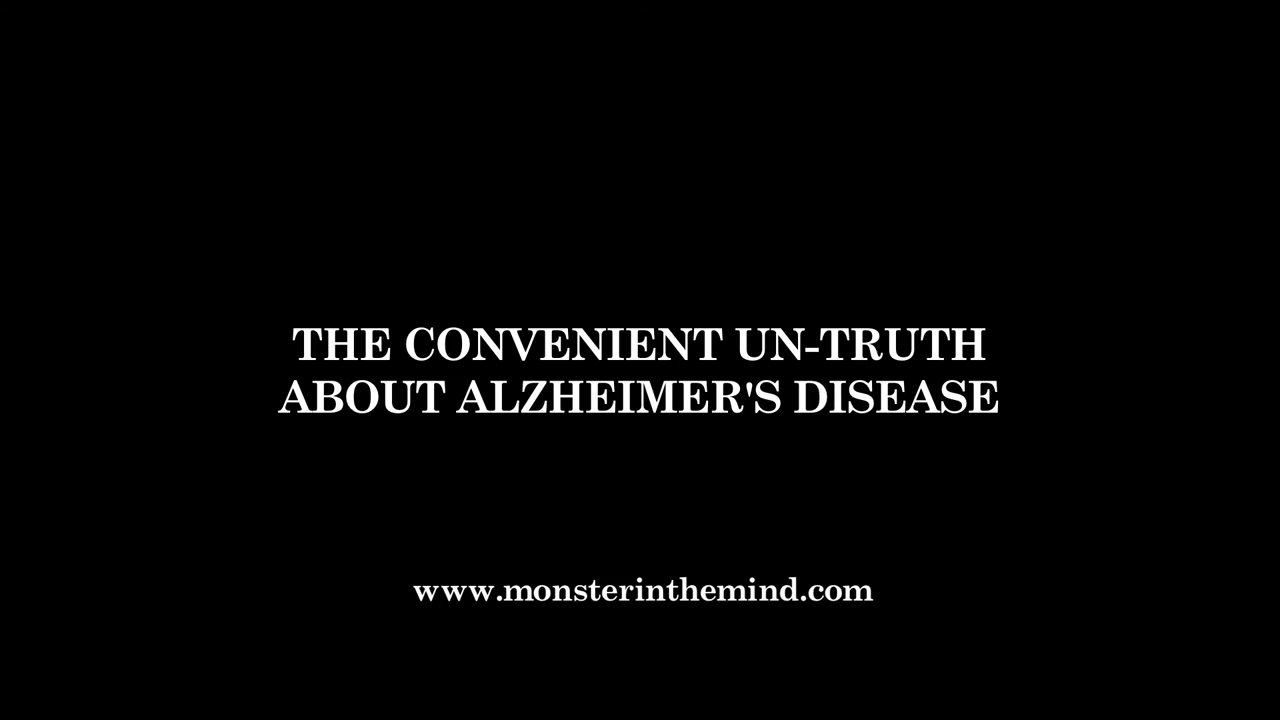 THE CONVENIENT UN-TRUTH
ABOUT ALZHEIMER'S DISEASE
www.monsterinthemind.com